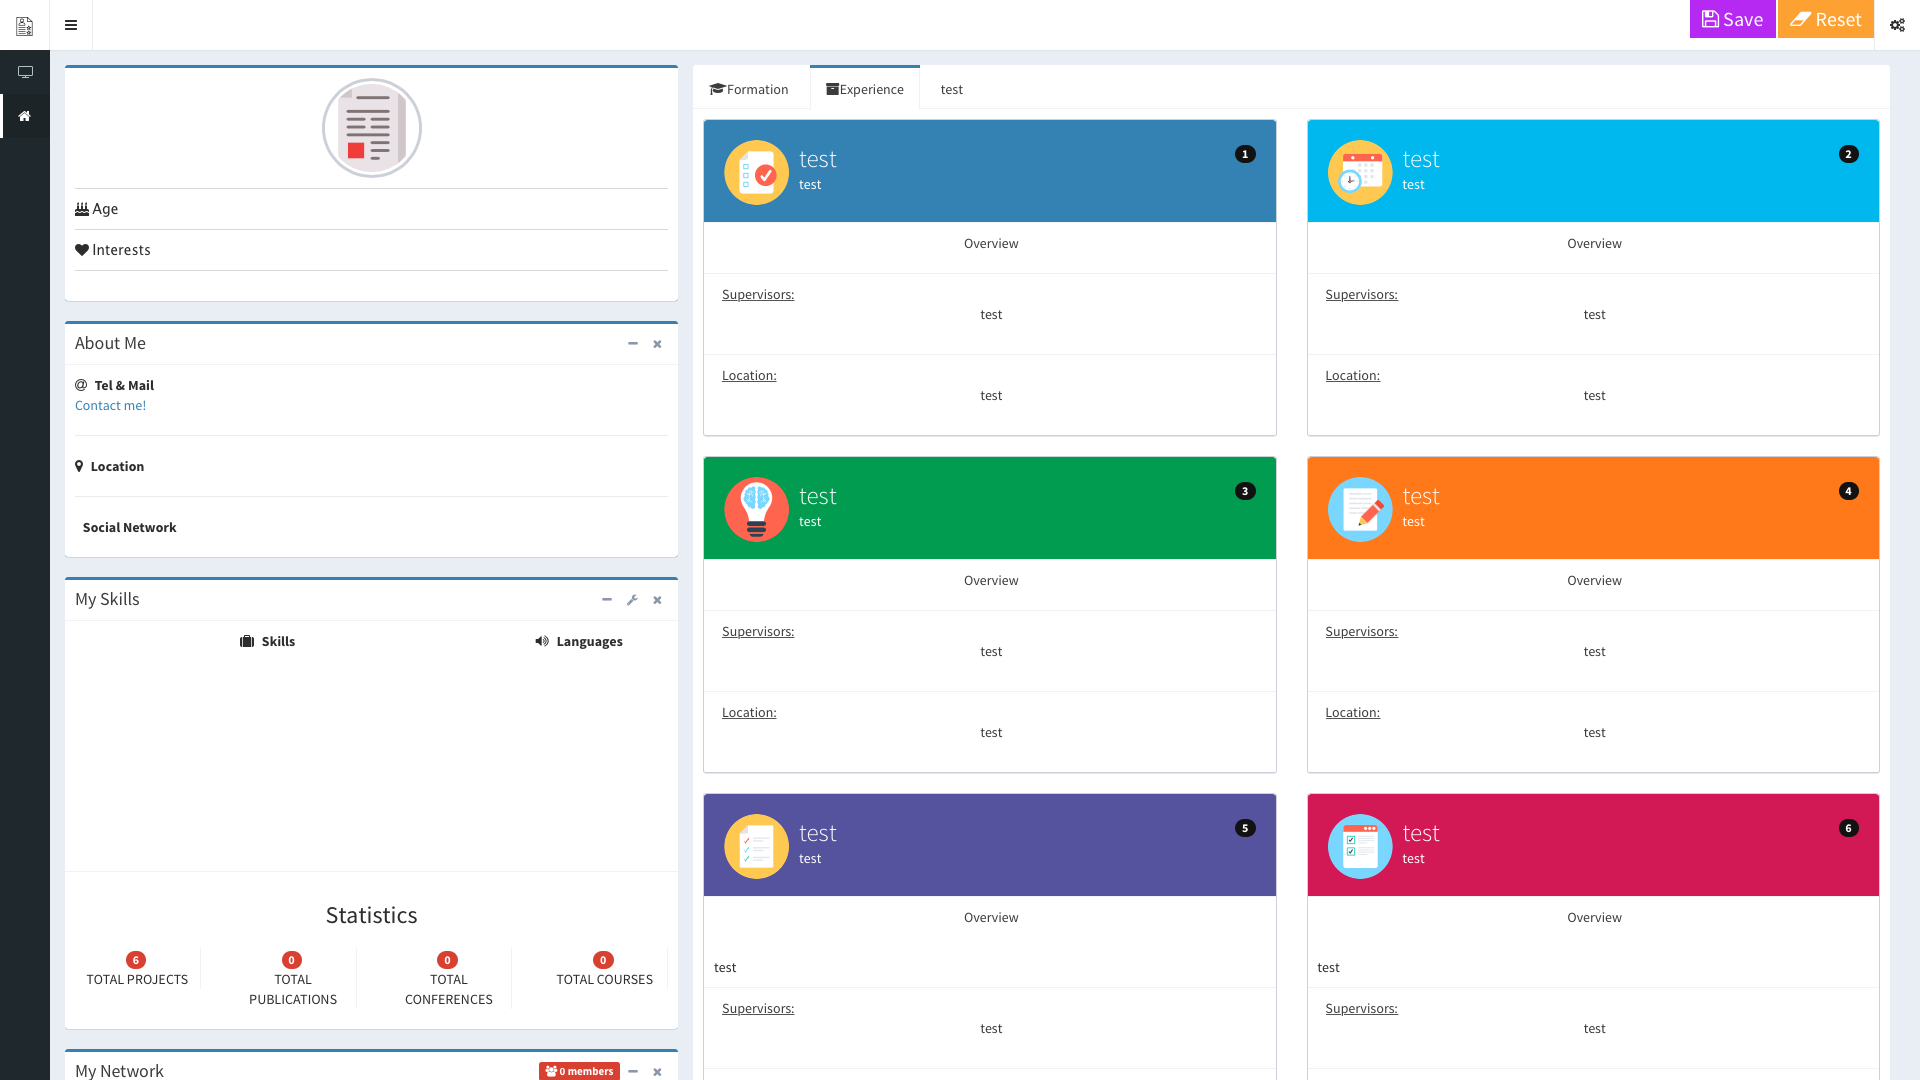 Save
Reset
Age
Interests
About Me
Tel & Mail
Contact me!
Location
Social Network
My Skills
Skills
Languages
Statistics
6
TOTAL PROJECTS
0
TOTAL
PUBLICATIONS
0
TOTAL
CONFERENCES
0
TOTAL COURSES
My Network
0 members
Formation
Experience
test
test
test
1
Overview
Supervisors:
test
Location:
test
test
test
2
Overview
Supervisors:
test
Location:
test
test
test
3
Overview
Supervisors:
test
Location:
test
test
test
4
Overview
Supervisors:
test
Location:
test
test
test
5
Overview
test
Supervisors:
test
test
test
6
Overview
test
Supervisors:
test